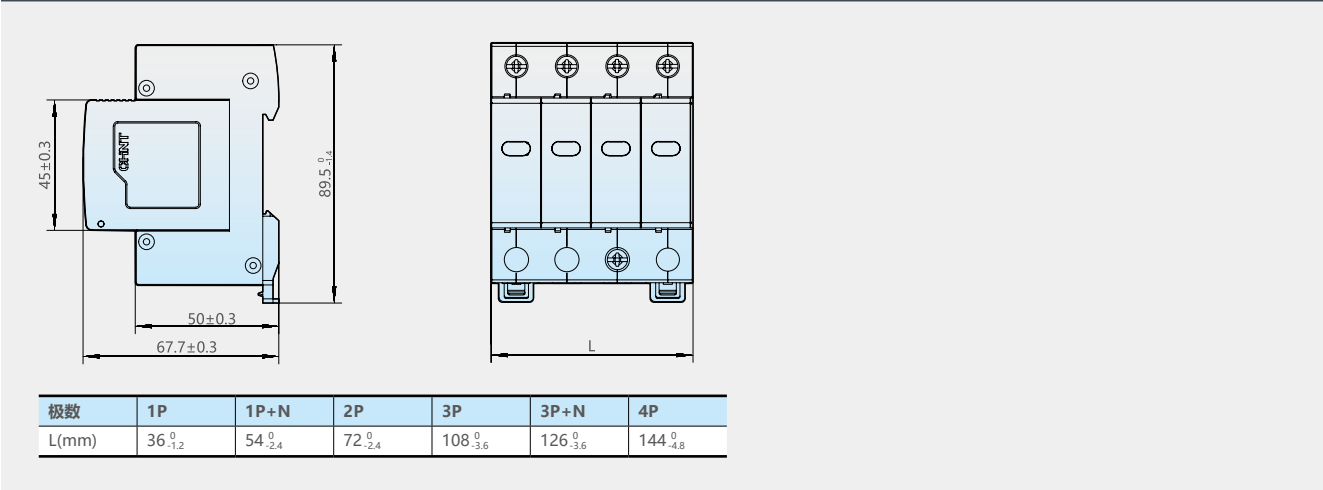 CHNT
45±0.3
89.5 0 -1.4
50±0.3
67.7±0.3
L
极数 1P 1P+N 2P 3P 3P+N 4P
L(mm) 36 0 -1.2 54 0 -2.4 72 0 -2.4 108 0 -3.6 126 0 -3.6 144 0 -4.8